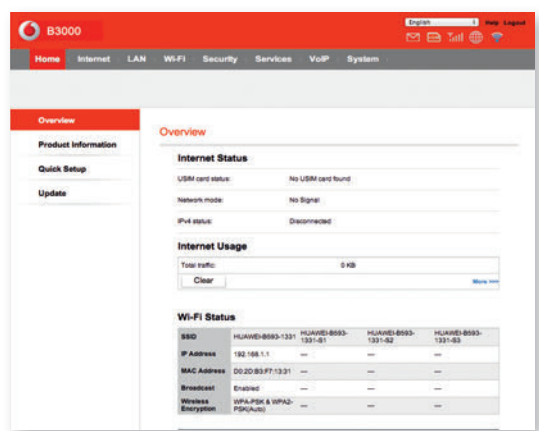 English Help Logout
B3000
Home Internet LAN Wi-Fi Security Services VoIP System
Overview
Product Information
Quick Setup
Update
Overview
Internet Status
USIM card status: No USIM card found
Network mode: No Signal
IPv4 status: Disconnected
Internet Usage
Total traffic: 0 KB
Clear More >>>
Wi-Fi Status
SSID HUAWEI-B593-1331 HUAWEI-B593-1331-S1 HUAWEI-B593-1331-S2 HUAWEI-B593-1331-S3
IP Address 192.168.1.1 --- --- ---
MAC Address D0:2D:B3:F7:13:31 --- --- ---
Broadcast Enabled --- --- ---
Wireless Encryption WPA-PSK & WPA2-PSK(Auto) --- --- ---